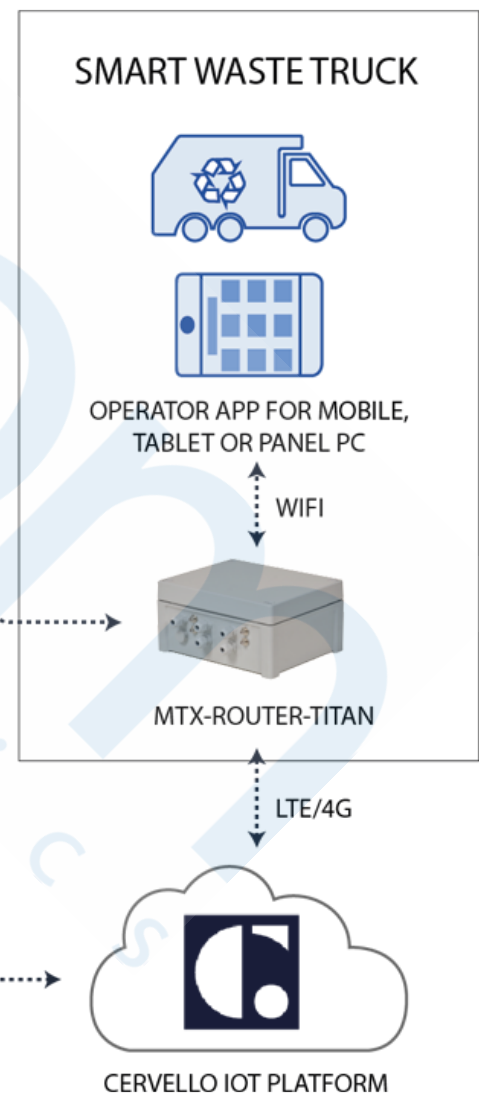 SMART WASTE TRUCK
OPERATOR APP FOR MOBILE,
TABLET OR PANEL PC
WIFI
MTX-ROUTER-TITAN
LTE/4G
CERVELLO IOT PLATFORM